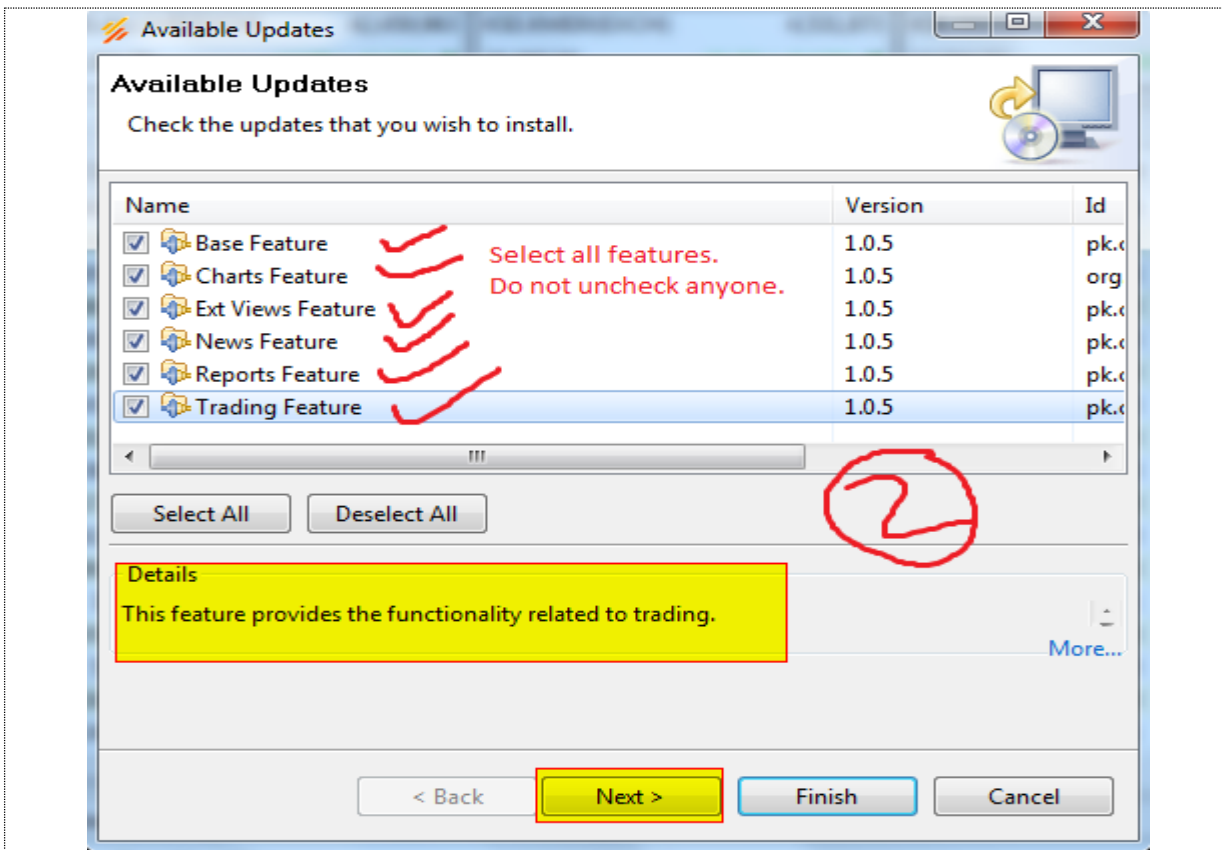 Available Updates
Available Updates
Check the updates that you wish to install.
Name Version Id
Base Feature 1.0.5 pk.
Charts Feature 1.0.5 org
Ext Views Feature 1.0.5 pk.
News Feature 1.0.5 pk.
Reports Feature 1.0.5 pk.
Trading Feature 1.0.5 pk.
Select all features.
Do not uncheck anyone.
2
Select All Deselect All
Details
This feature provides the functionality related to trading.
More...
< Back Next > Finish Cancel